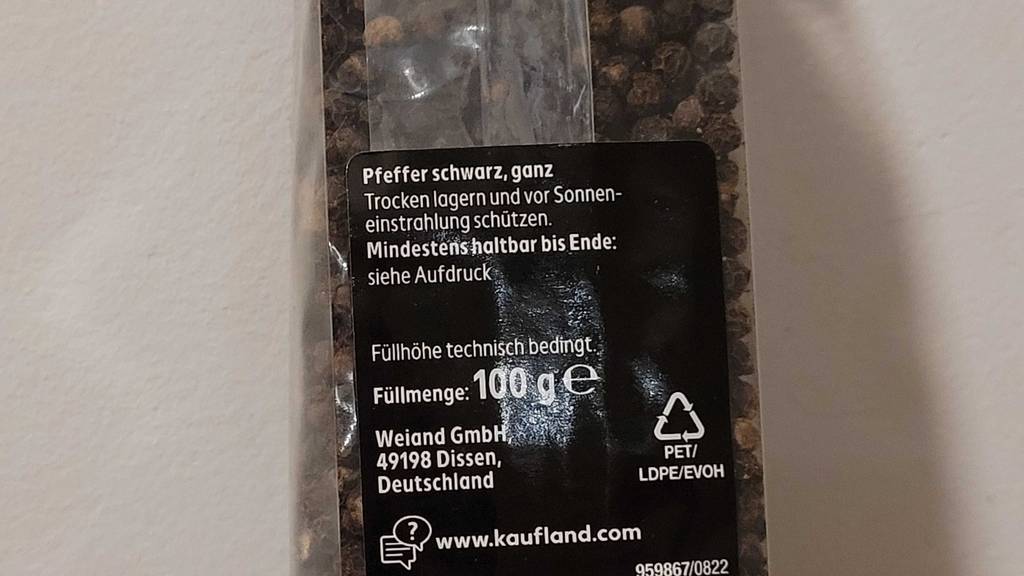 Pfeffer schwarz, ganz
Trocken lagern und vor Sonnen-
einstrahlung schützen.
Mindestens haltbar bis Ende:
siehe Aufdruck
Füllhöhe technisch bedingt.
Füllmenge: 100 g ℮
Weiand GmbH,
49198 Dissen,
Deutschland
PET/
LDPE/EVOH
?
www.kaufland.com
959867/0822